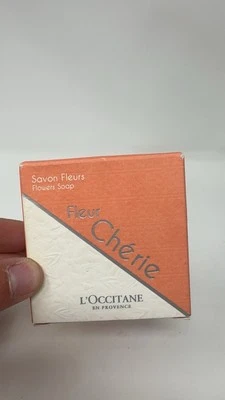 Savon Fleurs
Flowers Soap
Fleur
Chérie
L'OCCITANE
EN PROVENCE